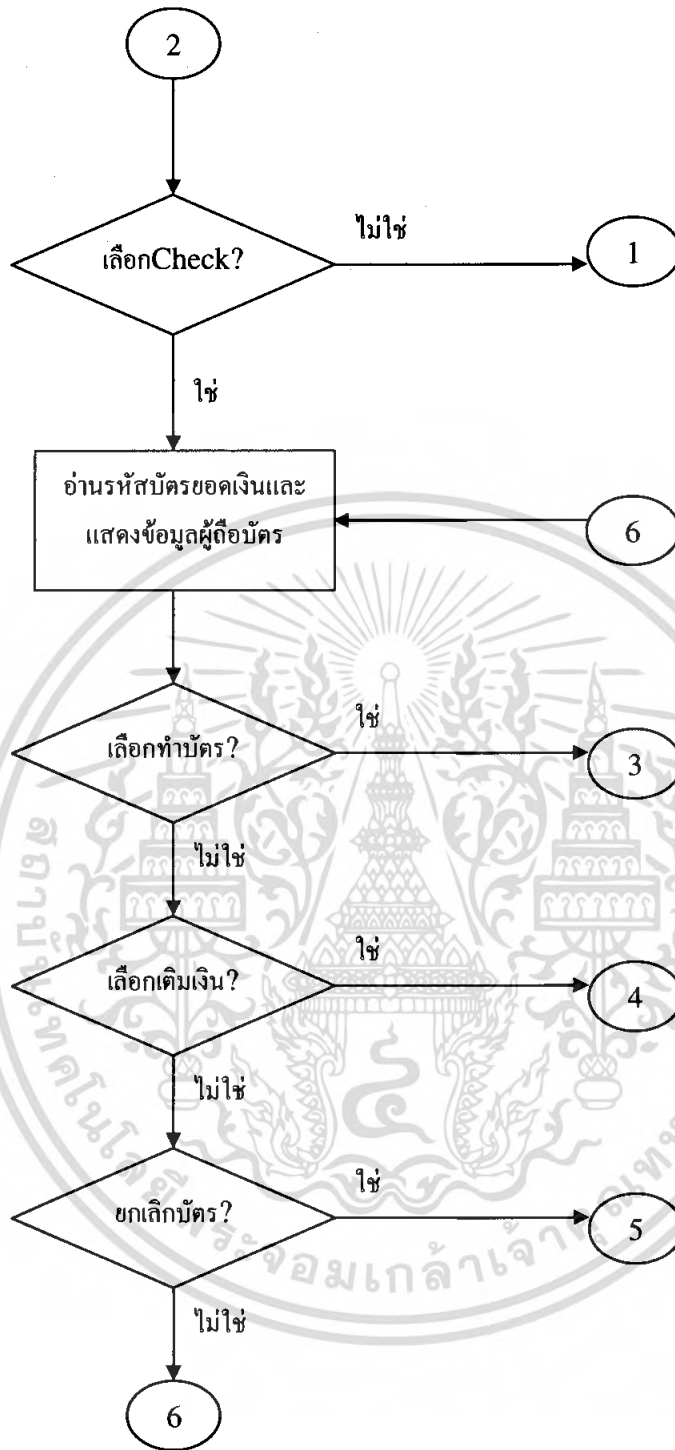 2
เลือกCheck?
ไม่ใช่
1
ใช่
อ่านรหัสบัตรยอดเงินและ
แสดงข้อมูลผู้ถือบัตร
6
เลือกทำบัตร?
ใช่
3
ไม่ใช่
เลือกเติมเงิน?
ใช่
4
ไม่ใช่
ยกเลิกบัตร?
ใช่
5
ไม่ใช่
6